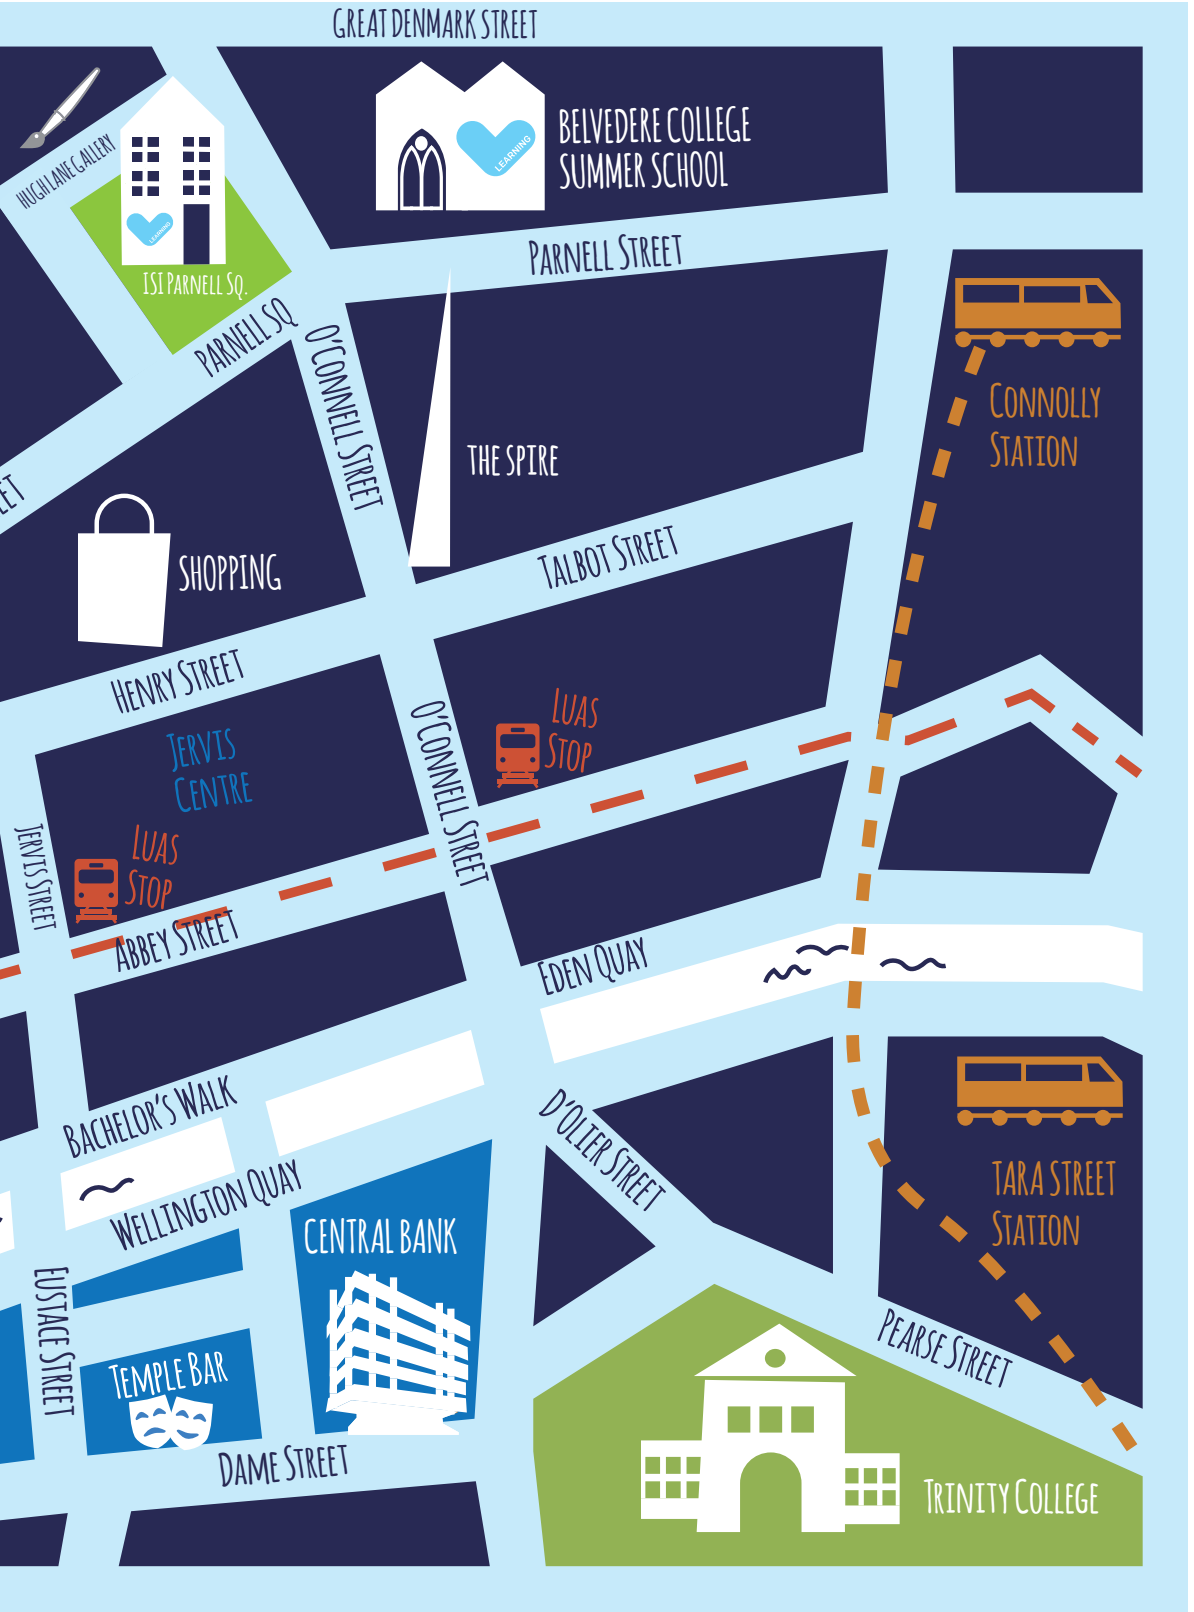 GREAT DENMARK STREET
HUGH LANE GALLERY
LEARNING
BELVEDERE COLLEGE
SUMMER SCHOOL
LEARNING
ISI PARNELL SQ.
PARNELL STREET
PARNELL SQ
O'CONNELL STREET
CONNOLLY
STATION
THE SPIRE
EET
SHOPPING
TALBOT STREET
HENRY STREET
JERVIS
CENTRE
LUAS
STOP
O'CONNELL STREET
JERVIS STREET
LUAS
STOP
ABBEY STREET
EDEN QUAY
BACHELOR'S WALK
D'OLIER STREET
WELLINGTON QUAY
TARA STREET
STATION
CENTRAL BANK
EUSTACE STREET
PEARSE STREET
TEMPLE BAR
DAME STREET
TRINITY COLLEGE